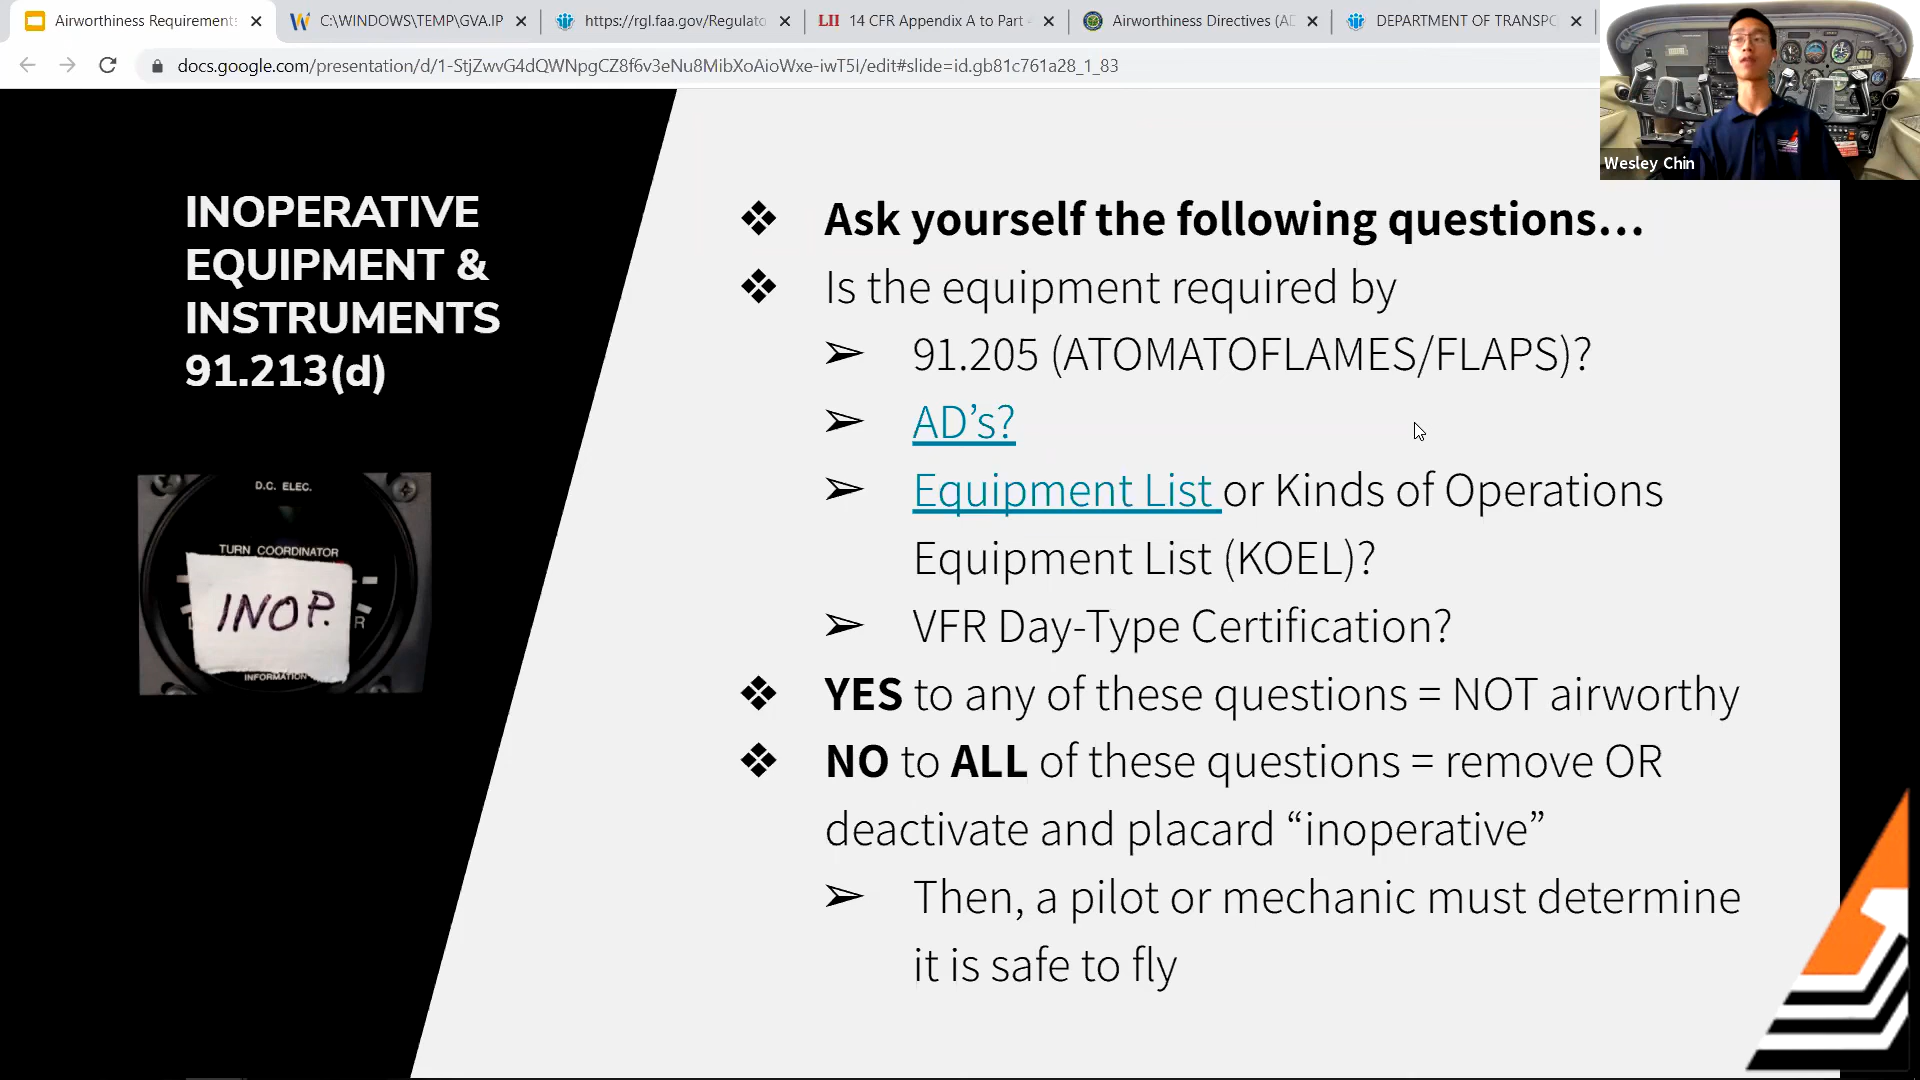 Airworthiness Requirements
C:\WINDOWS\TEMP\GVA.IP
https://rgl.faa.gov/Regulato
LII 14 CFR Appendix A to Part
Airworthiness Directives (AD
DEPARTMENT OF TRANSPO
docs.google.com/presentation/d/1-StjZwvG4dQWNpgCZ8f6v3eNu8MibXoAioWxe-iwT5I/edit#slide=id.gb81c761a28_1_83
Wesley Chin
INOPERATIVE
EQUIPMENT &
INSTRUMENTS
91.213(d)
D.C. ELEC.
TURN COORDINATOR
INOP.
R
INFORMATION
❖ Ask yourself the following questions…
❖ Is the equipment required by
➢ 91.205 (ATOMATOFLAMES/FLAPS)?
➢ AD’s?
➢ Equipment List or Kinds of Operations
Equipment List (KOEL)?
➢ VFR Day-Type Certification?
❖ YES to any of these questions = NOT airworthy
❖ NO to ALL of these questions = remove OR
deactivate and placard “inoperative”
➢ Then, a pilot or mechanic must determine
it is safe to fly